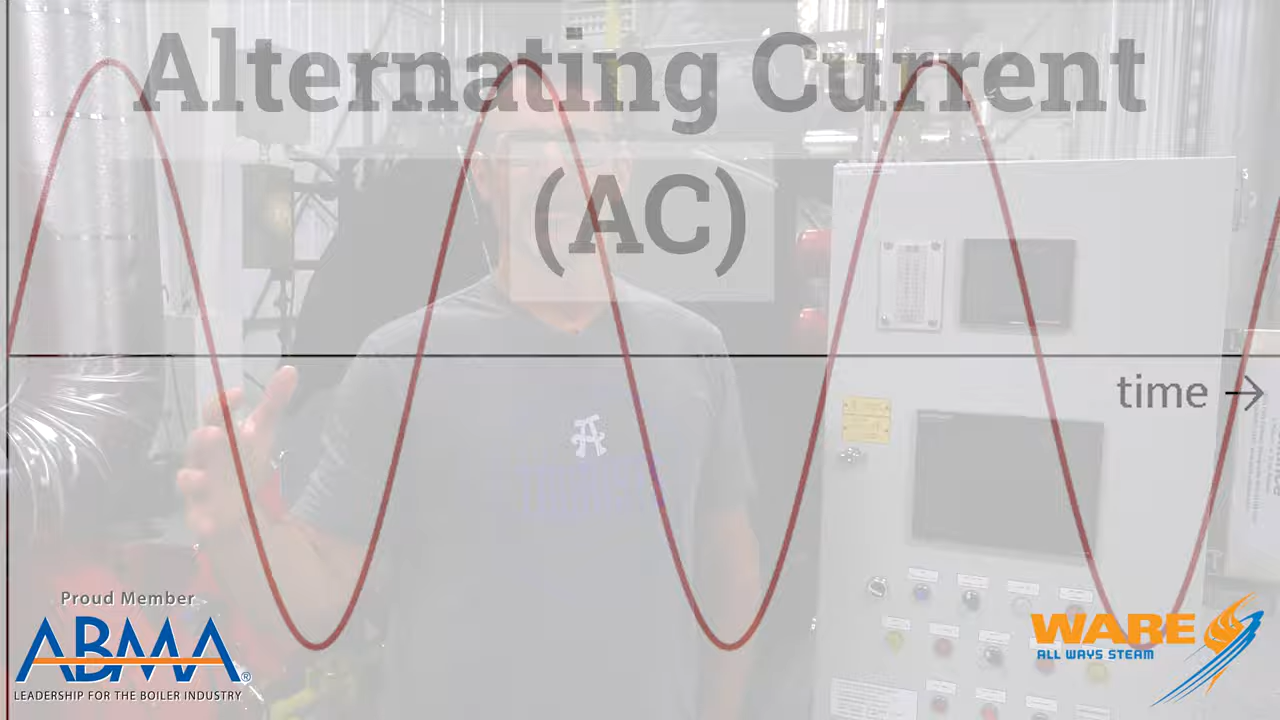 Alternating Current
(AC)
time →
A
Proud Member
ABMA®
LEADERSHIP FOR THE BOILER INDUSTRY
WARE
ALL WAYS STEAM